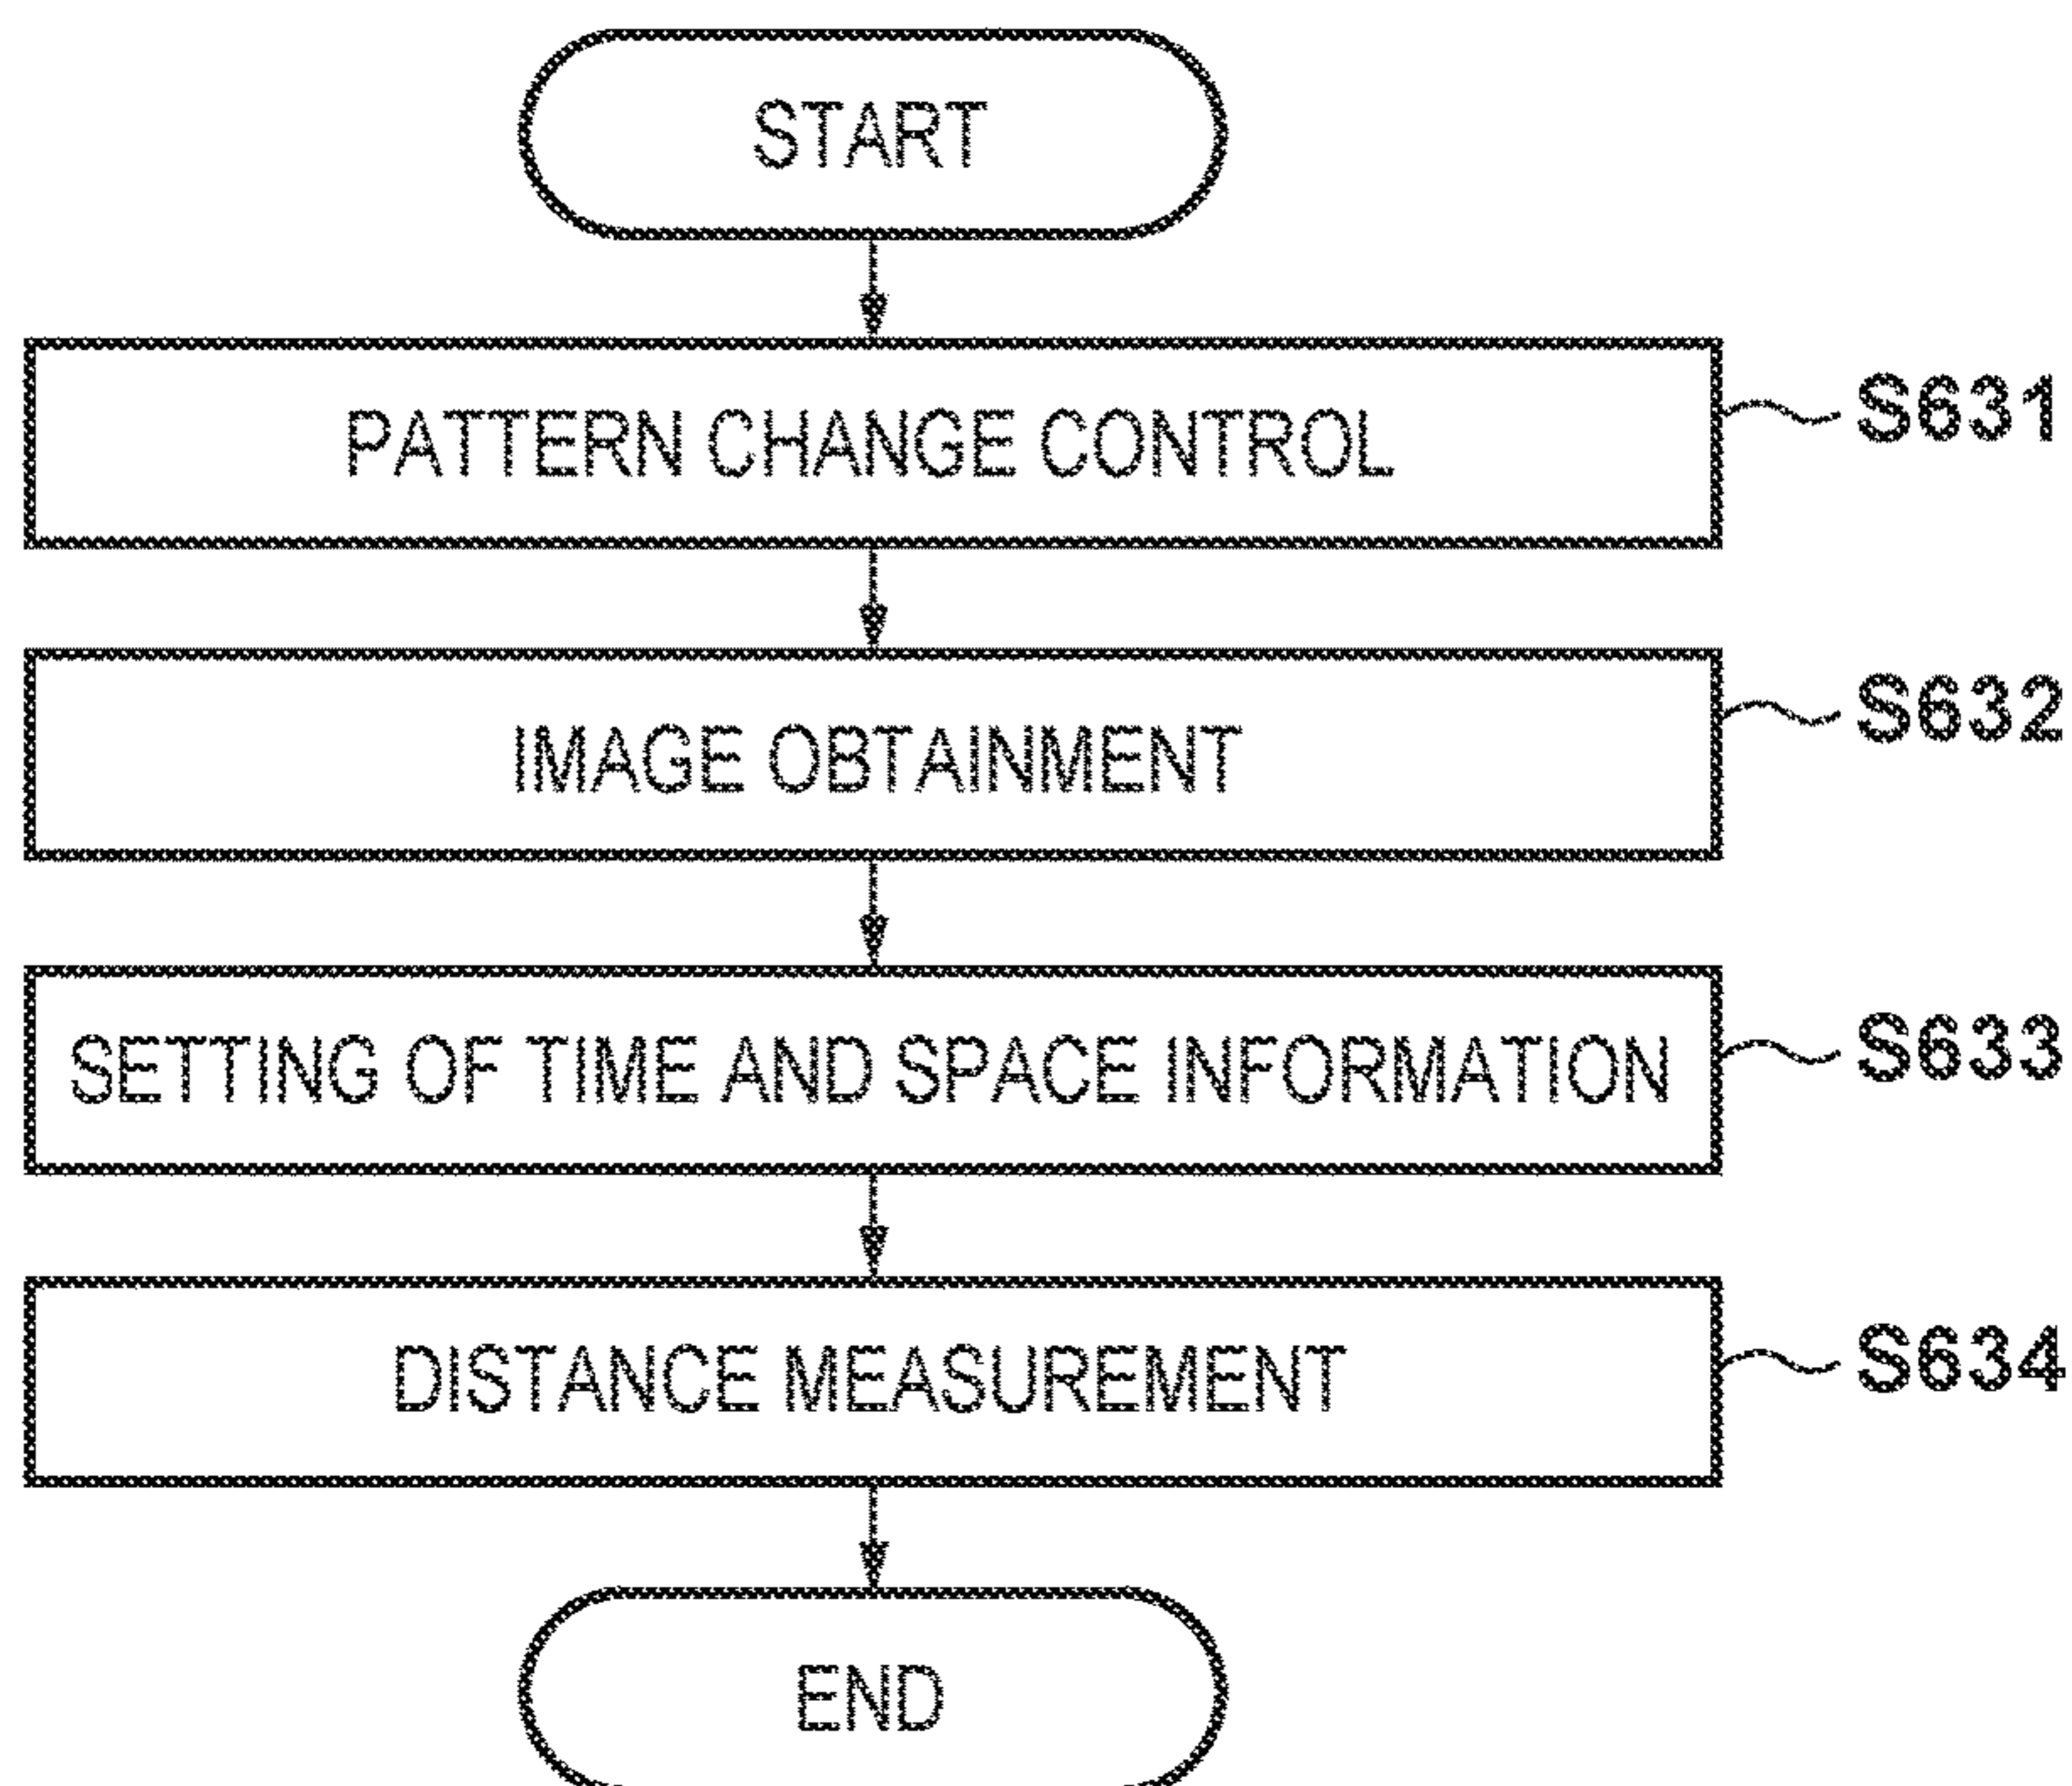 START
PATTERN CHANGE CONTROL
S631
IMAGE OBTAINMENT
S632
SETTING OF TIME AND SPACE INFORMATION
S633
DISTANCE MEASUREMENT
S634
END